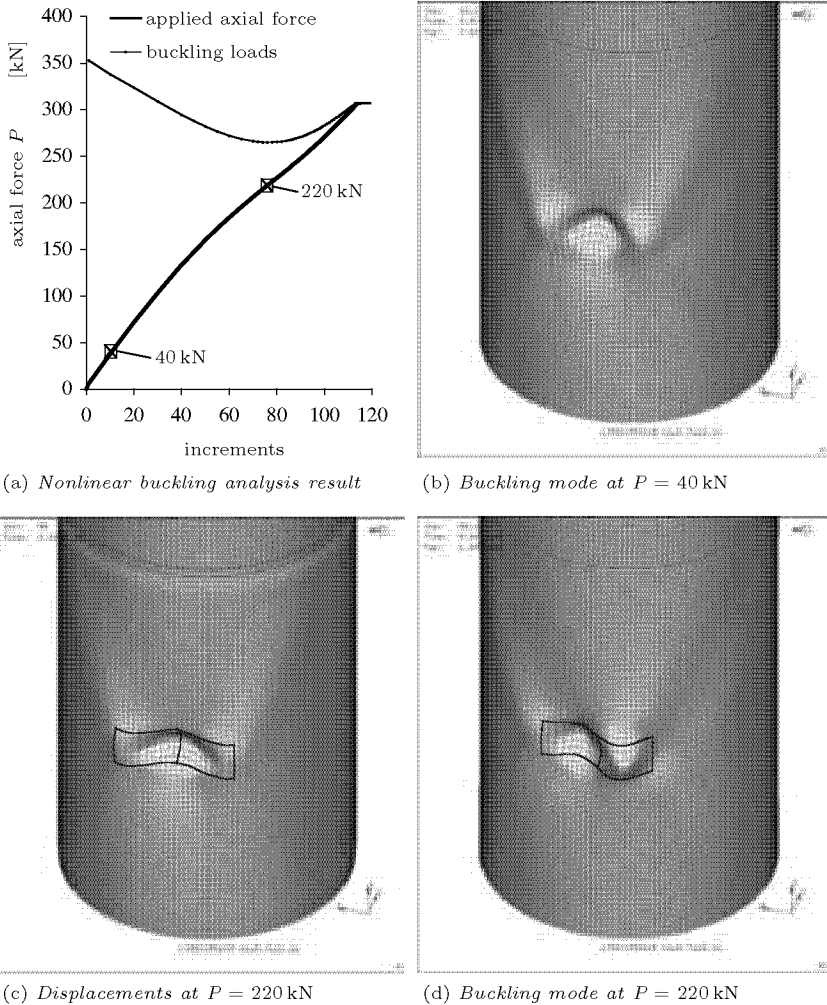 400
350
300
250
200
150
100
50
0
axial force P [kN]
applied axial force
buckling loads
220 kN
40 kN
0 20 40 60 80 100 120
increments
(a) Nonlinear buckling analysis result
(b) Buckling mode at P = 40 kN
(c) Displacements at P = 220 kN
(d) Buckling mode at P = 220 kN